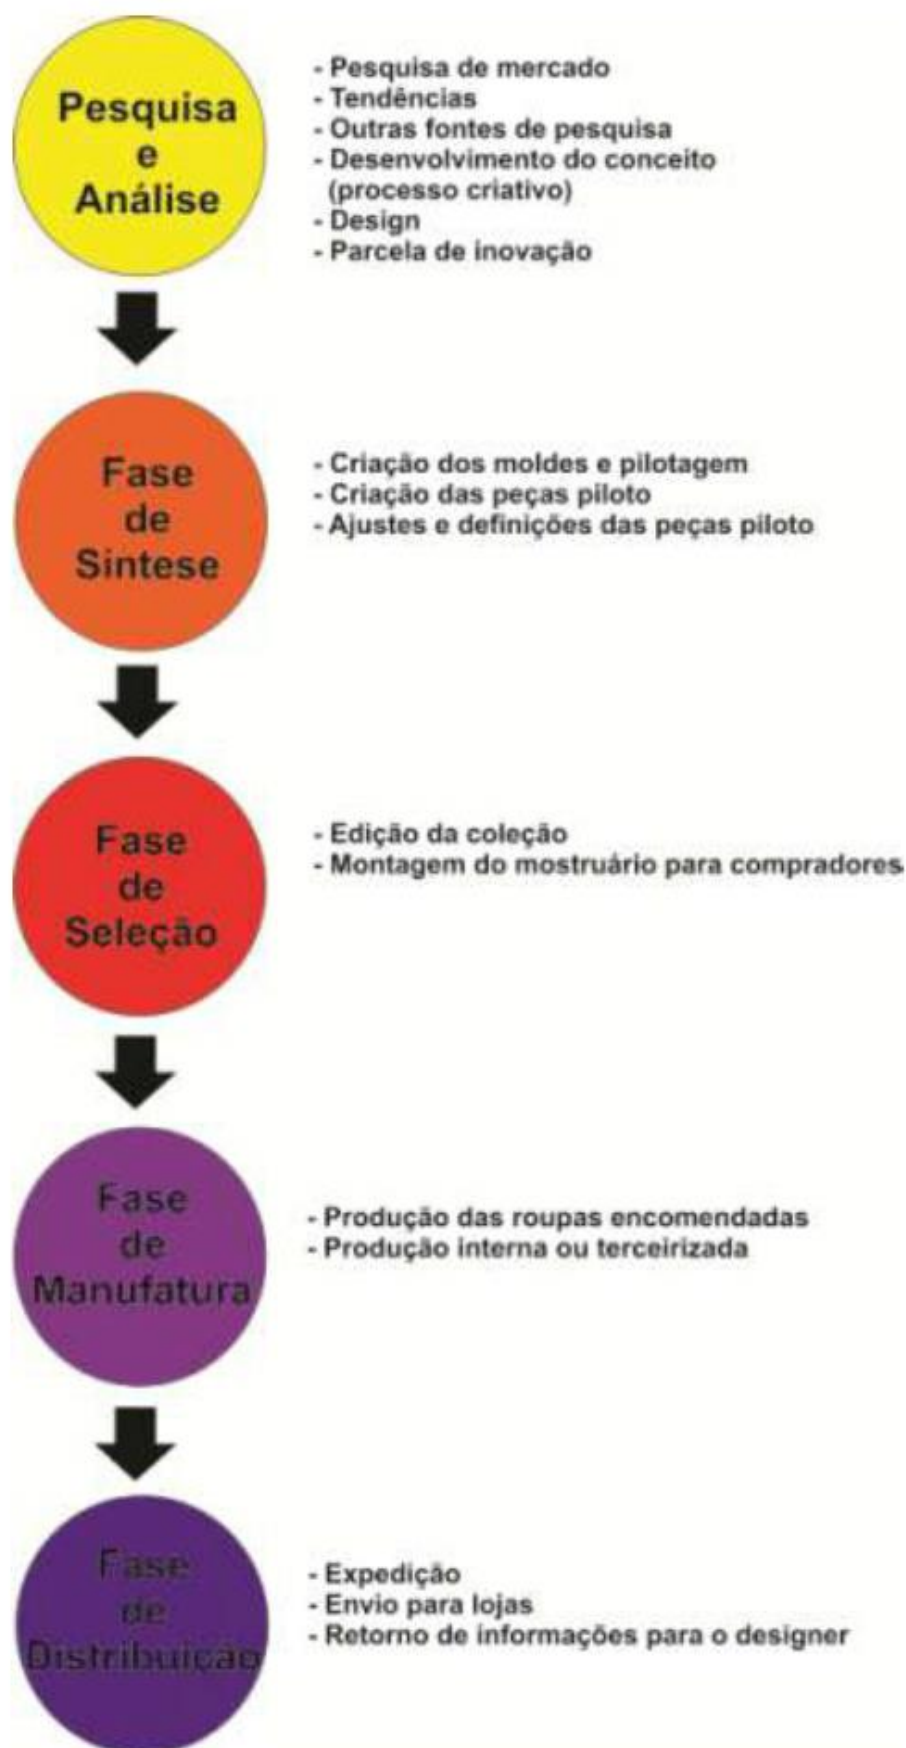 Pesquisa
e
Análise
- Pesquisa de mercado
- Tendências
- Outras fontes de pesquisa
- Desenvolvimento do conceito
(processo criativo)
- Design
- Parcela de inovação
Fase
de
Síntese
- Criação dos moldes e pilotagem
- Criação das peças piloto
- Ajustes e definições das peças piloto
Fase
de
Seleção
- Edição da coleção
- Montagem do mostruário para compradores
Fase
de
Manufatura
- Produção das roupas encomendadas
- Produção interna ou terceirizada
Fase
de
Distribuição
- Expedição
- Envio para lojas
- Retorno de informações para o designer